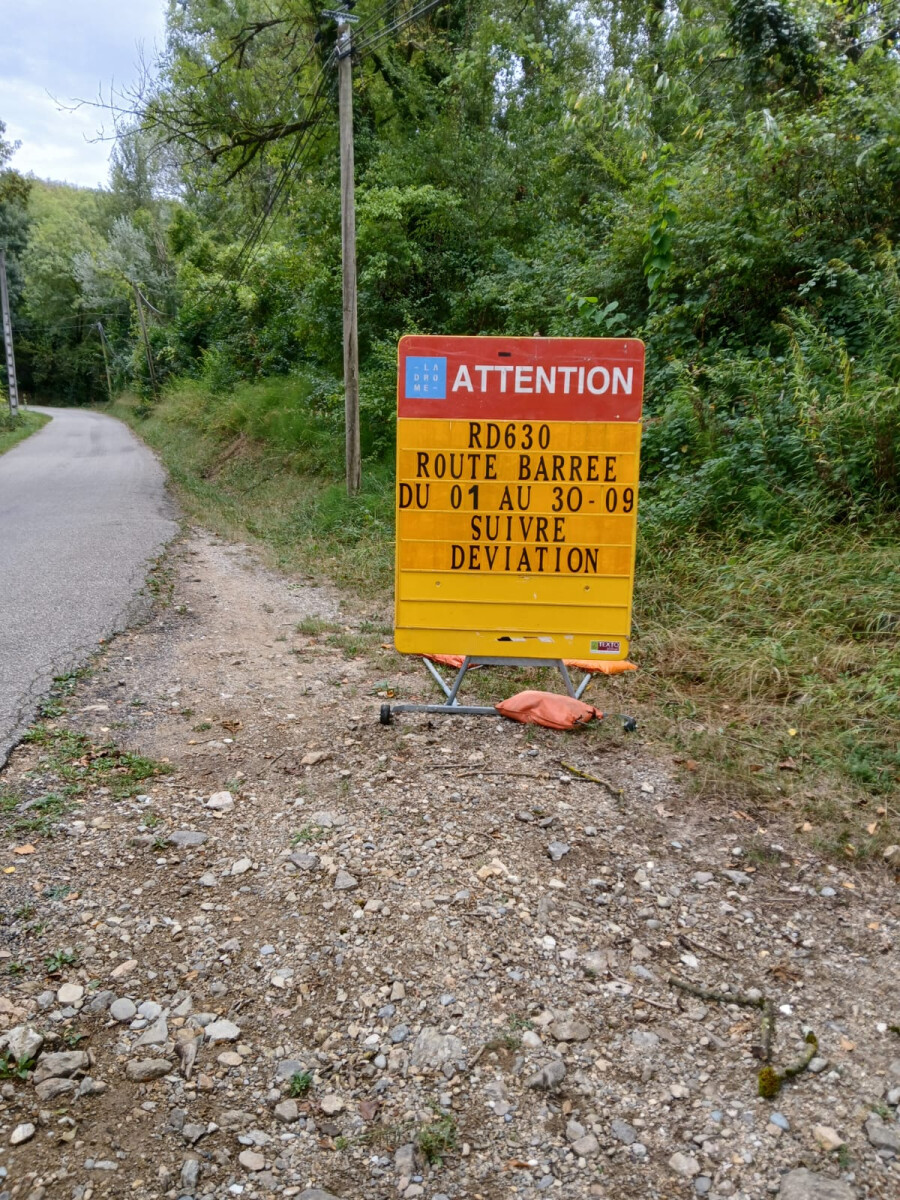 -LA
DRÔ
ME-
ATTENTION
RD630
ROUTE BARREE
DU 01 AU 30-09
SUIVRE
DEVIATION